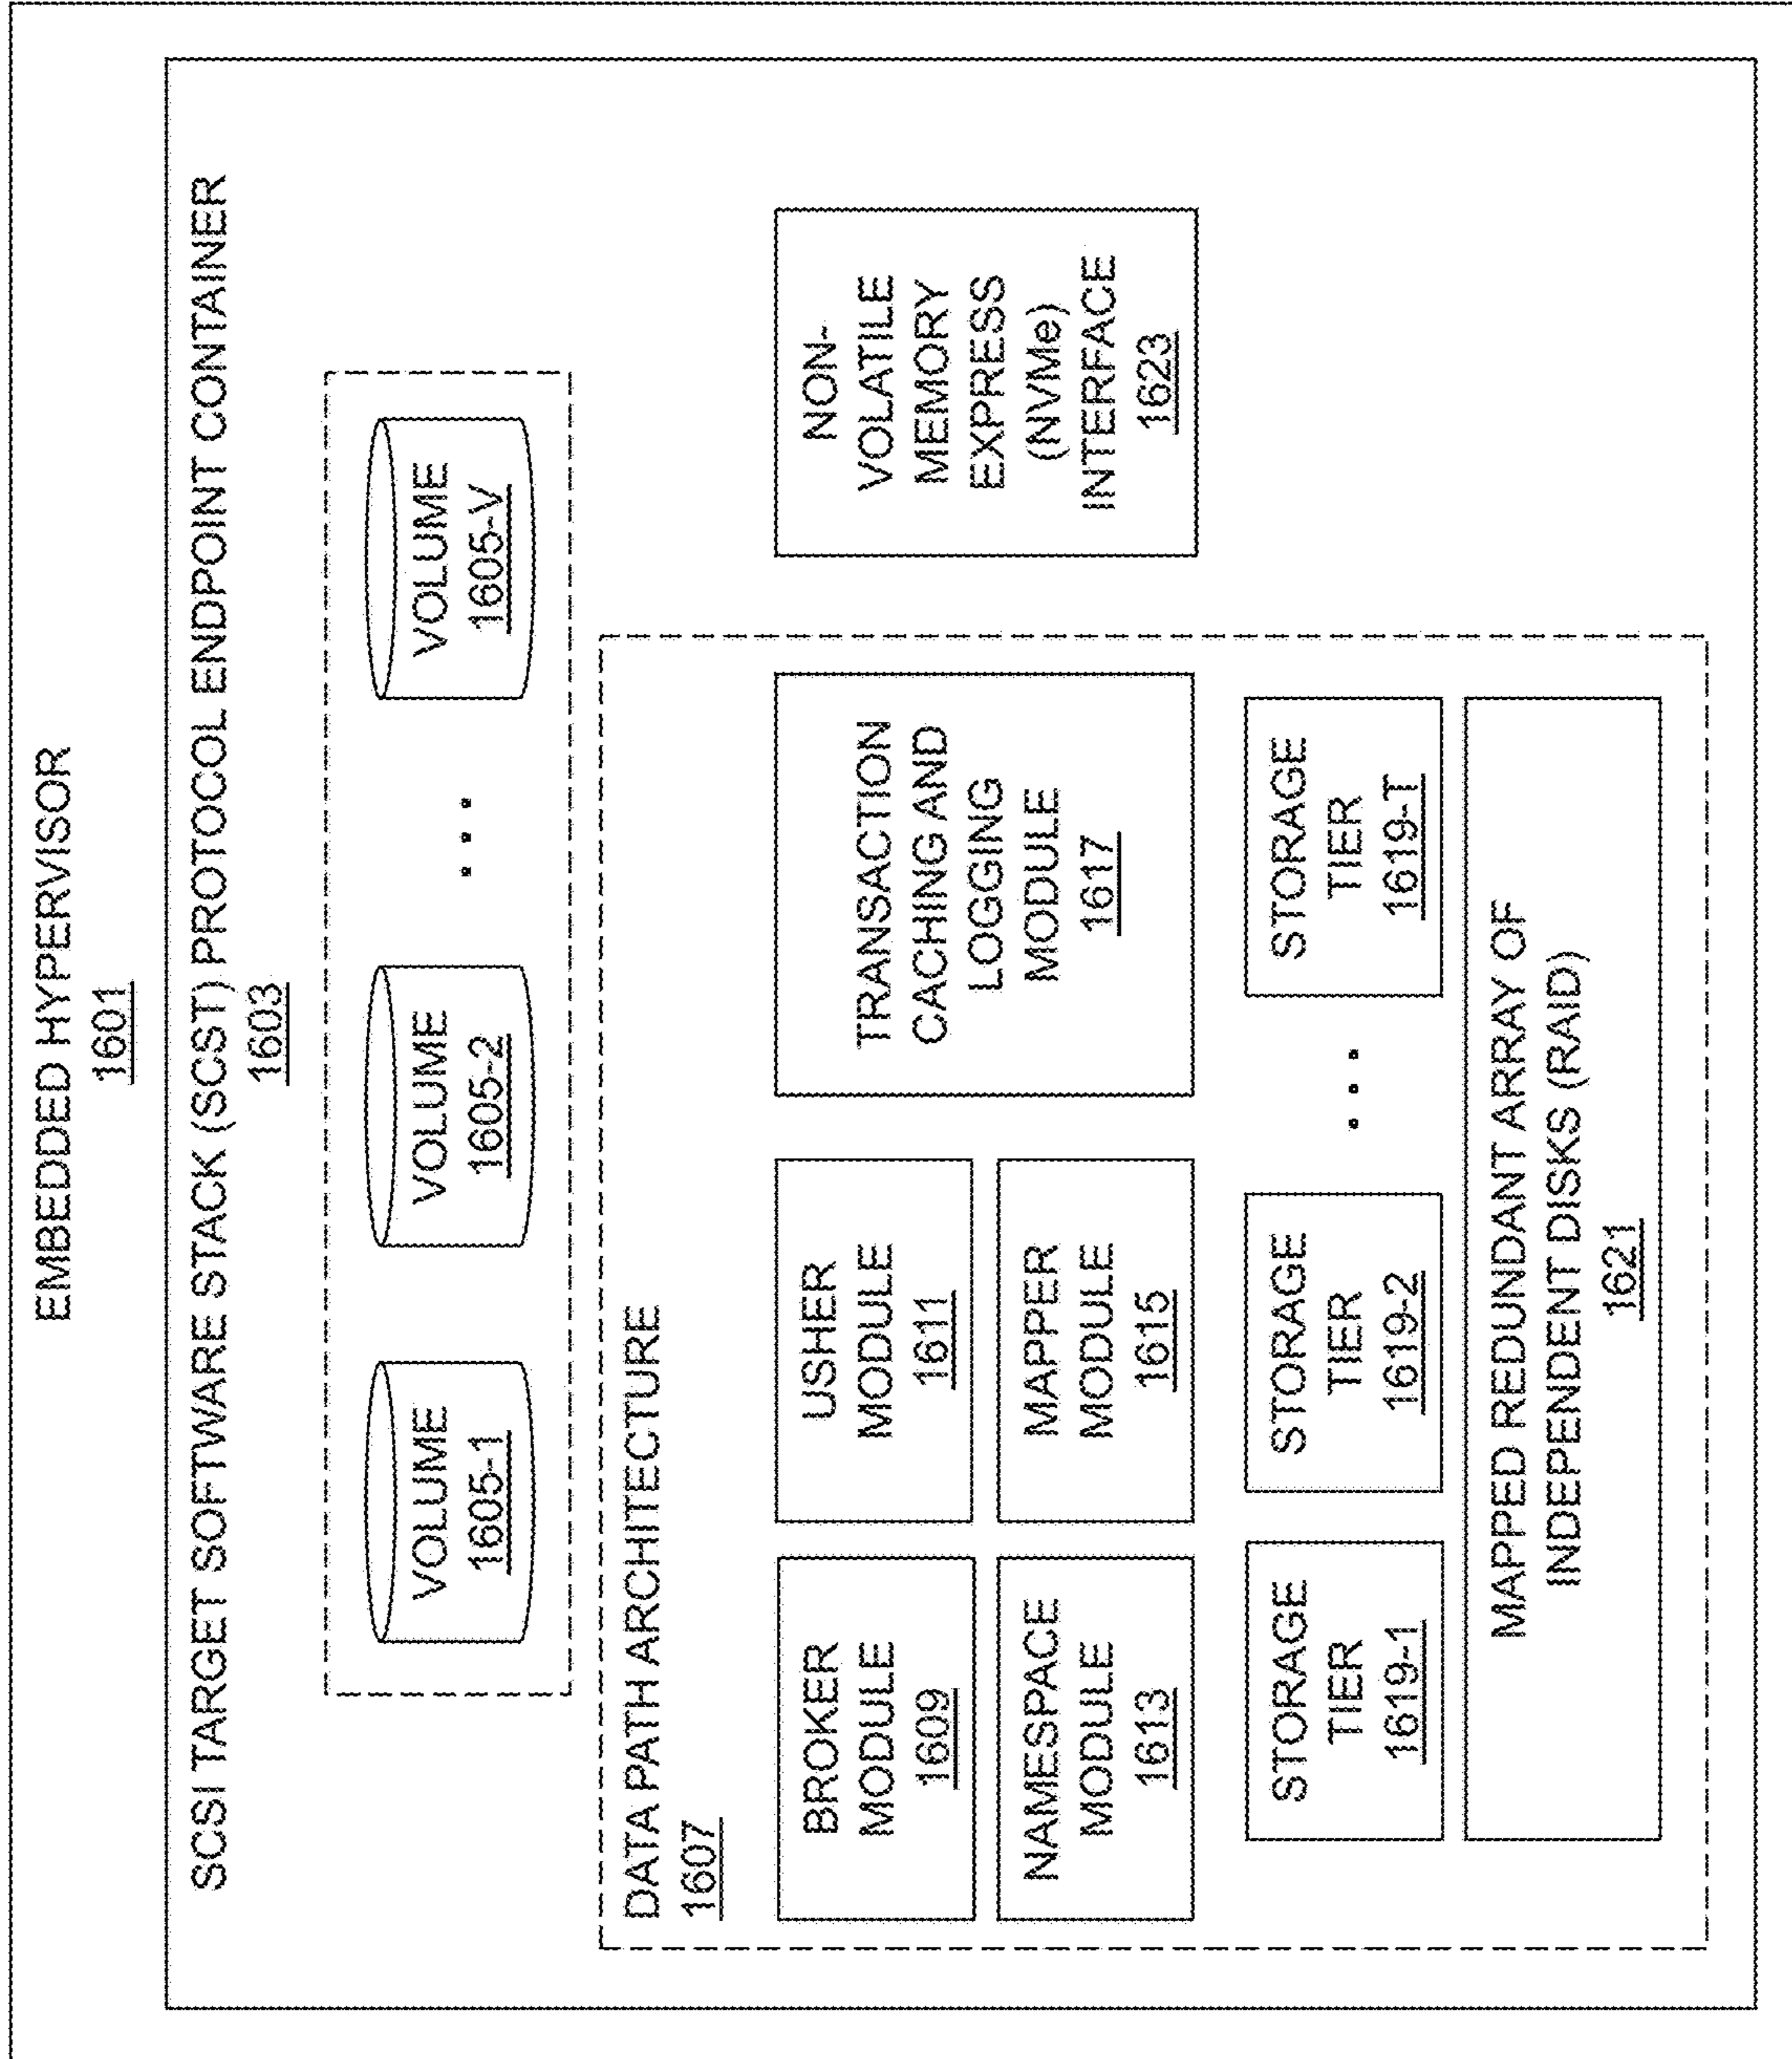 EMBEDDED HYPERVISOR
1601
SCSI TARGET SOFTWARE STACK (SCST) PROTOCOL ENDPOINT CONTAINER
1603
VOLUME
1605-1
VOLUME
1605-2
...
VOLUME
1605-V
DATA PATH ARCHITECTURE
1607
BROKER
MODULE
1609
USHER
MODULE
1611
NAMESPACE
MODULE
1613
MAPPER
MODULE
1615
TRANSACTION
CACHING AND
LOGGING
MODULE
1617
STORAGE
TIER
1619-1
STORAGE
TIER
1619-2
...
STORAGE
TIER
1619-T
MAPPED REDUNDANT ARRAY OF
INDEPENDENT DISKS (RAID)
1621
NON-
VOLATILE
MEMORY
EXPRESS
(NVMe)
INTERFACE
1623